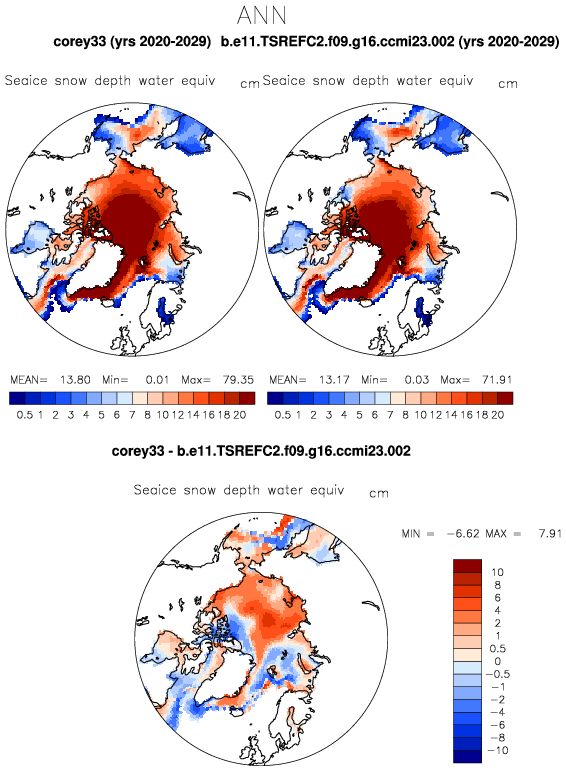 ANN
corey33 (yrs 2020-2029) b.e11.TSREFC2.f09.g16.ccmi23.002 (yrs 2020-2029)
Seaice snow depth water equiv cm Seaice snow depth water equiv cm
MEAN= 13.80 Min= 0.01 Max= 79.35 MEAN= 13.17 Min= 0.03 Max= 71.91
0.5 1 2 3 4 5 6 7 8 10 12 14 16 18 20 0.5 1 2 3 4 5 6 7 8 10 12 14 16 18 20
corey33 - b.e11.TSREFC2.f09.g16.ccmi23.002
Seaice snow depth water equiv cm
MIN = -6.62 MAX = 7.91
10
8
6
4
2
1
0.5
0
-0.5
-1
-2
-4
-6
-8
-10